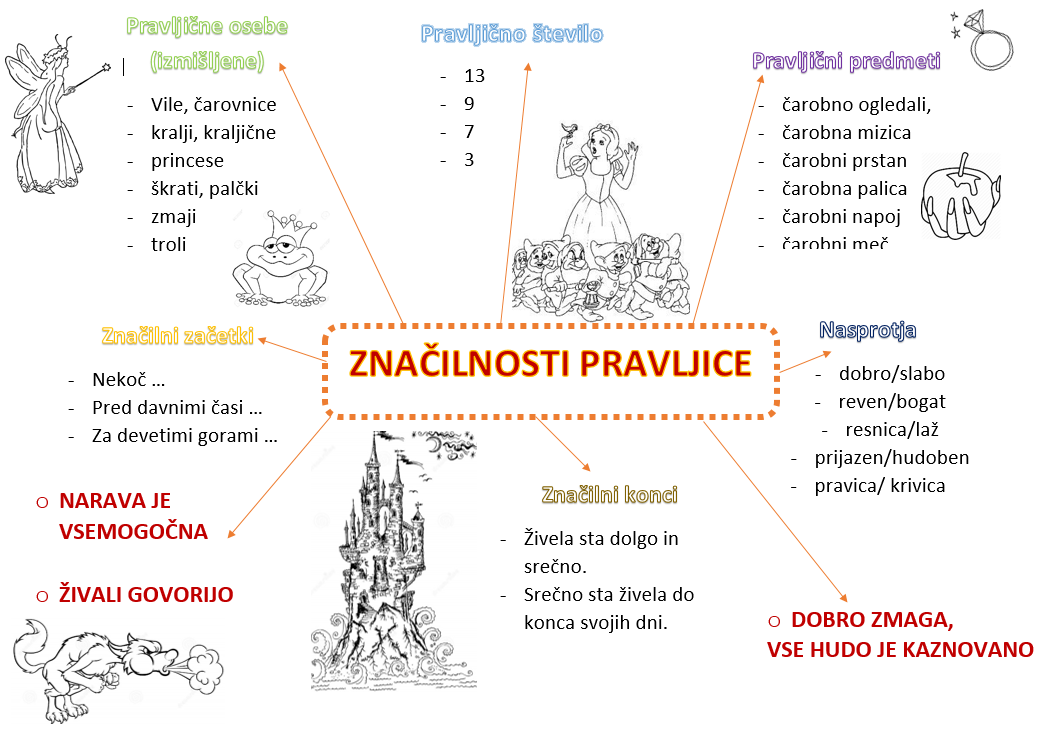 Pravljične osebe
(izmišljene)
- Vile, čarovnice
- kralji, kraljične
- princese
- škrati, palčki
- zmaji
- troli
Pravljično število
- 13
- 9
- 7
- 3
Pravljični predmeti
- čarobno ogledali,
- čarobna mizica
- čarobni prstan
- čarobna palica
- čarobni napoj
- čarobni meč
Značilni začetki
- Nekoč ...
- Pred davnimi časi ...
- Za devetimi gorami ...
ZNAČILNOSTI PRAVLJICE
Nasprotja
- dobro/slabo
- reven/bogat
- resnica/laž
- prijazen/hudoben
- pravica/ krivica
o NARAVA JE
VSEMOGOČNA
o ŽIVALI GOVORIJO
Značilni konci
- Živela sta dolgo in
srečno.
- Srečno sta živela do
konca svojih dni.
o DOBRO ZMAGA,
VSE HUDO JE KAZNOVANO